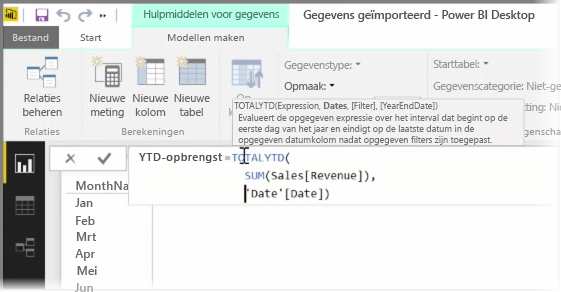 Hulpmiddelen voor gegevens
Gegevens geïmporteerd - Power BI Desktop
Bestand
Start
Modellen maken
Relaties
beheren
Nieuwe
meting
Nieuwe
kolom
Nieuwe
tabel
Berekeningen
Gegevenstype:
Opmaak:
Starttabel:
Gegevenscategorie: Niet-ge
TOTALYTD(Expression, Dates, [Filter], [YearEndDate])
Evalueert de opgegeven expressie over het interval dat begint op de
eerste dag van het jaar en eindigt op de laatste datum in de
opgegeven datumkolom nadat opgegeven filters zijn toegepast.
YTD-opbrengst =TOTALYTD(
SUM(Sales[Revenue]),
'Date'[Date])
MonthNa
Jan
Feb
Mrt
Apr
Mei
Jun